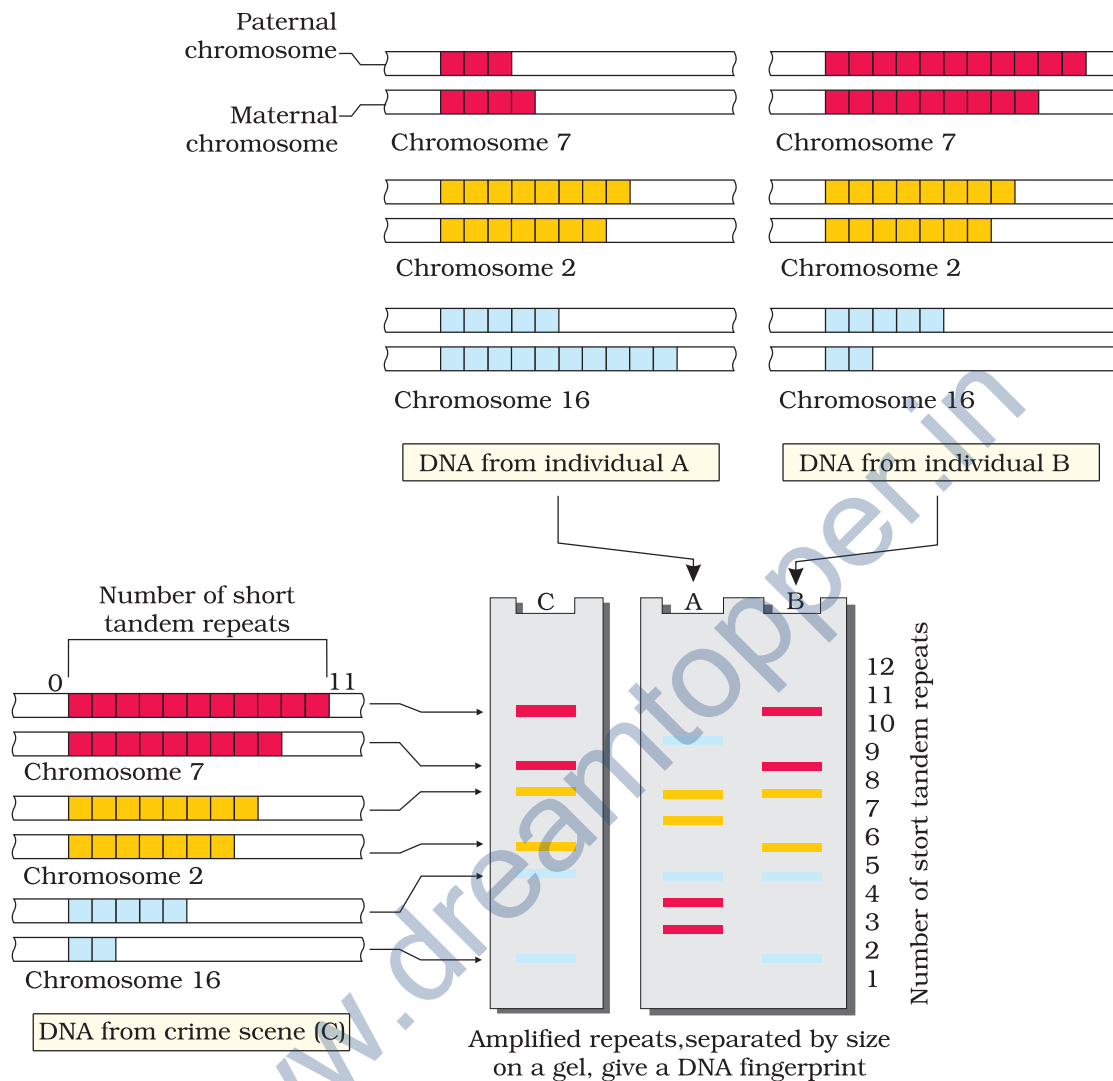 Paternal
chromosome
Maternal
chromosome
Chromosome 7
Chromosome 7
Chromosome 2
Chromosome 2
Chromosome 16
Chromosome 16
DNA from individual A
DNA from individual B
Number of short
tandem repeats
0
11
Chromosome 7
Chromosome 2
Chromosome 16
DNA from crime scene (C)
C
A
B
12
11
10
9
8
7
6
5
4
3
2
1
Number of stort tandem repeats
Amplified repeats,separated by size
on a gel, give a DNA fingerprint
www.dreamtopper.in